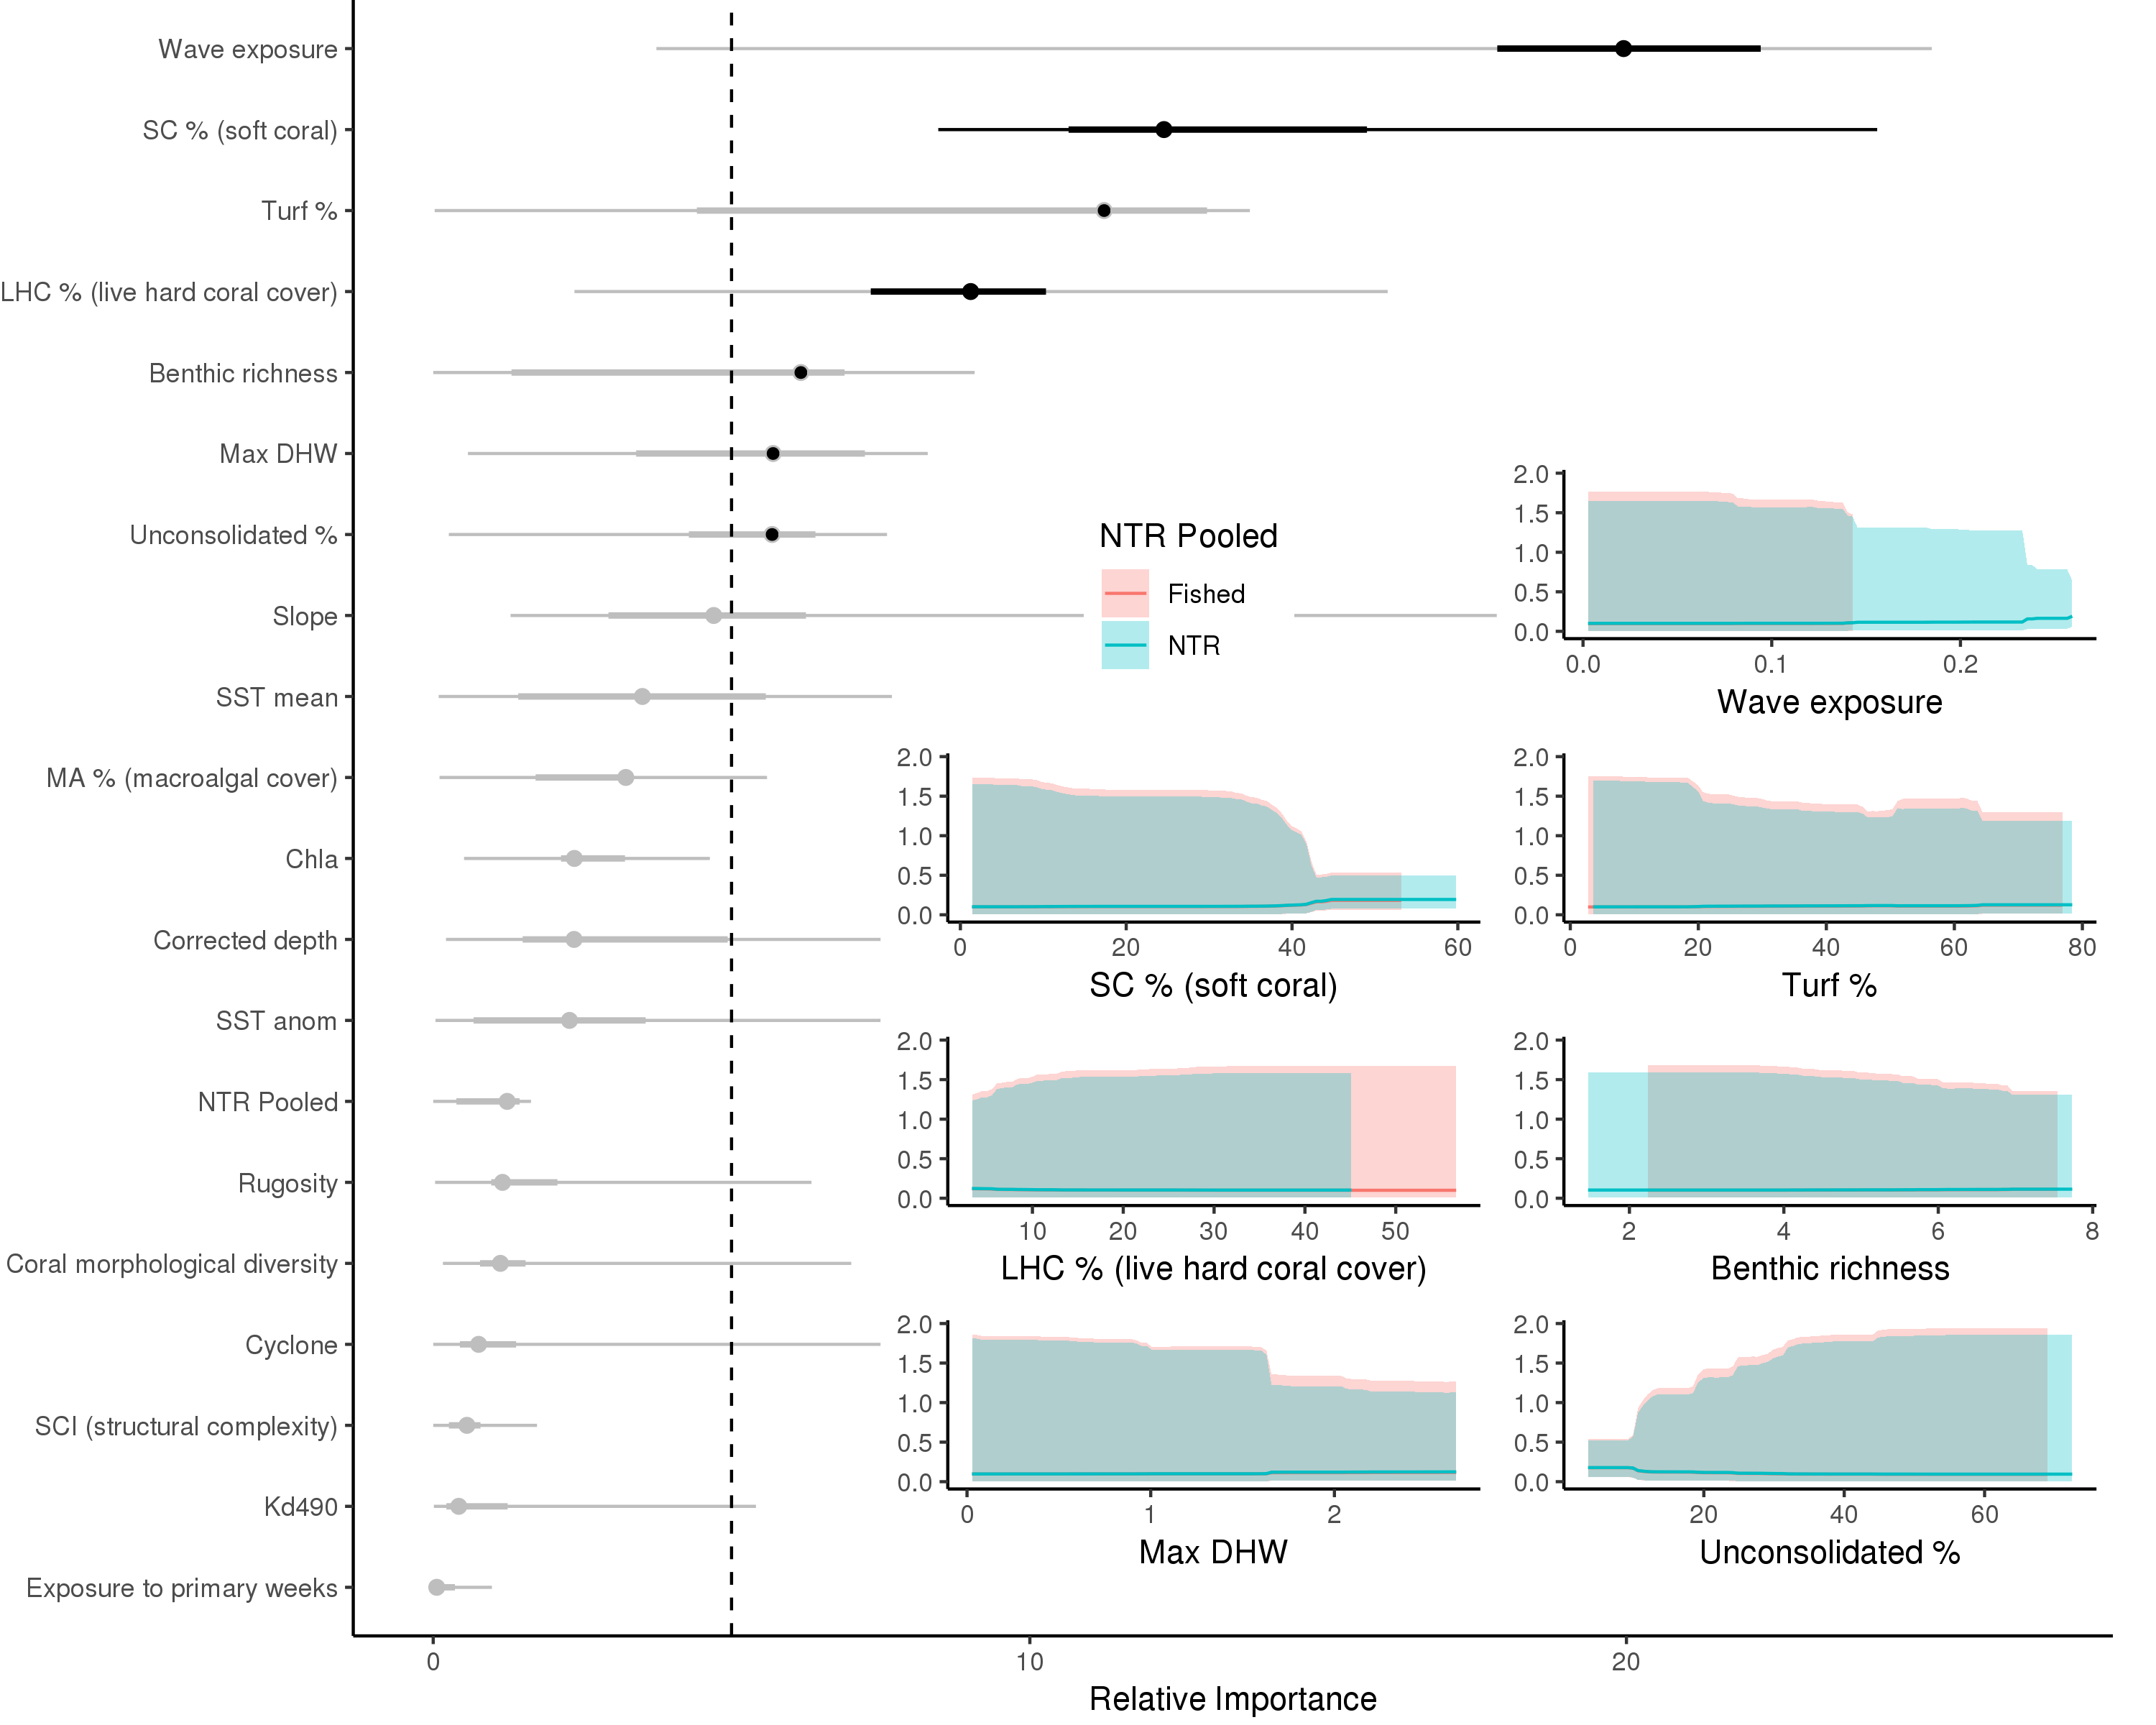 Wave exposure
SC % (soft coral)
Turf %
LHC % (live hard coral cover)
Benthic richness
Max DHW
Unconsolidated %
Slope
SST mean
MA % (macroalgal cover)
Chla
Corrected depth
SST anom
NTR Pooled
Rugosity
Coral morphological diversity
Cyclone
SCI (structural complexity)
Kd490
Exposure to primary weeks
0 10 20
Relative Importance
NTR Pooled
Fished
NTR
2.0
1.5
1.0
0.5
0.0
0.0 0.1 0.2
Wave exposure
2.0
1.5
1.0
0.5
0.0
0 20 40 60
SC % (soft coral)
2.0
1.5
1.0
0.5
0.0
0 20 40 60 80
Turf %
2.0
1.5
1.0
0.5
0.0
10 20 30 40 50
LHC % (live hard coral cover)
2.0
1.5
1.0
0.5
0.0
2 4 6 8
Benthic richness
2.0
1.5
1.0
0.5
0.0
0 1 2
Max DHW
2.0
1.5
1.0
0.5
0.0
20 40 60
Unconsolidated %